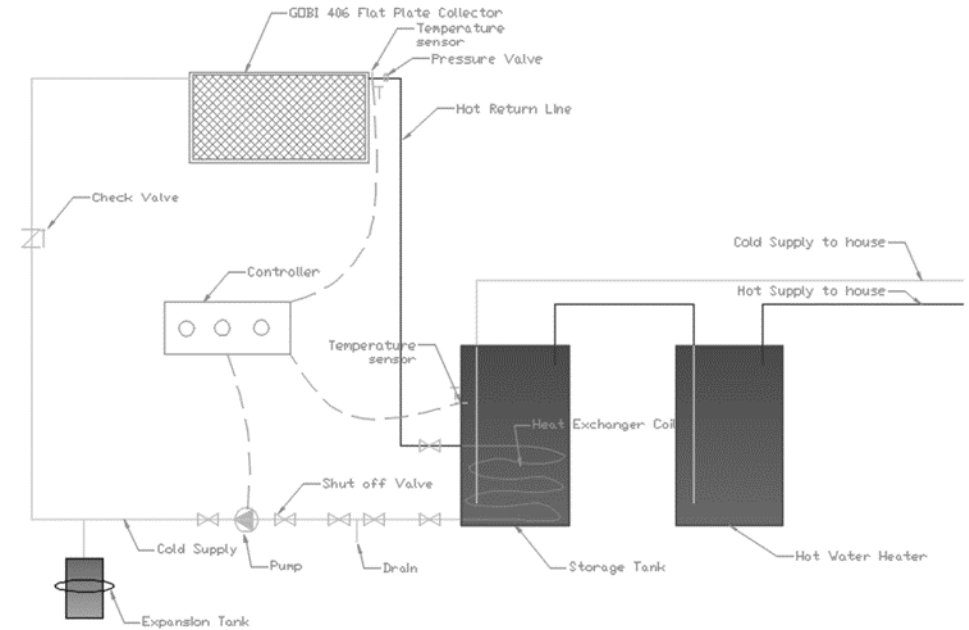 GOBI 406 Flat Plate Collector
Temperature
sensor
Pressure Valve
T
Hot Return Line
Check Valve
Cold Supply to house
Controller
Hot Supply to house
Temperature
sensor
T
Heat Exchanger Coil
Shut off Valve
Cold Supply
Pump
Drain
Storage Tank
Hot Water Heater
Expansion Tank